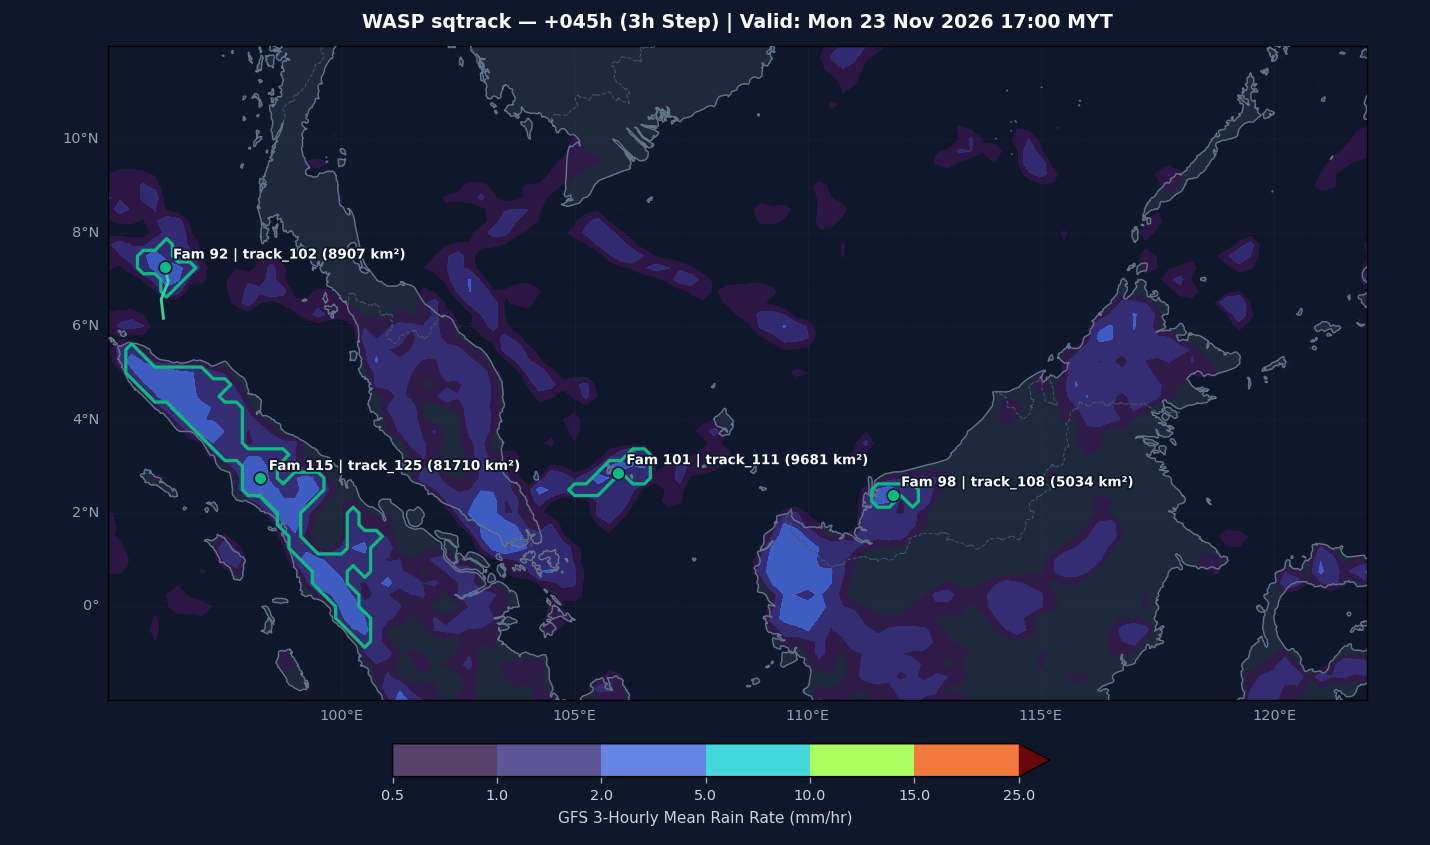 WASP sqtrack — +045h (3h Step) | Valid: Mon 23 Nov 2026 17:00 MYT
10°N
8°N
Fam 92 | track_102 (8907 km²)
6°N
4°N
Fam 101 | track_111 (9681 km²)
Fam 115 | track_125 (81710 km²)
Fam 98 | track_108 (5034 km²)
2°N
0°
100°E 105°E 110°E 115°E 120°E
0.5 1.0 2.0 5.0 10.0 15.0 25.0
GFS 3-Hourly Mean Rain Rate (mm/hr)